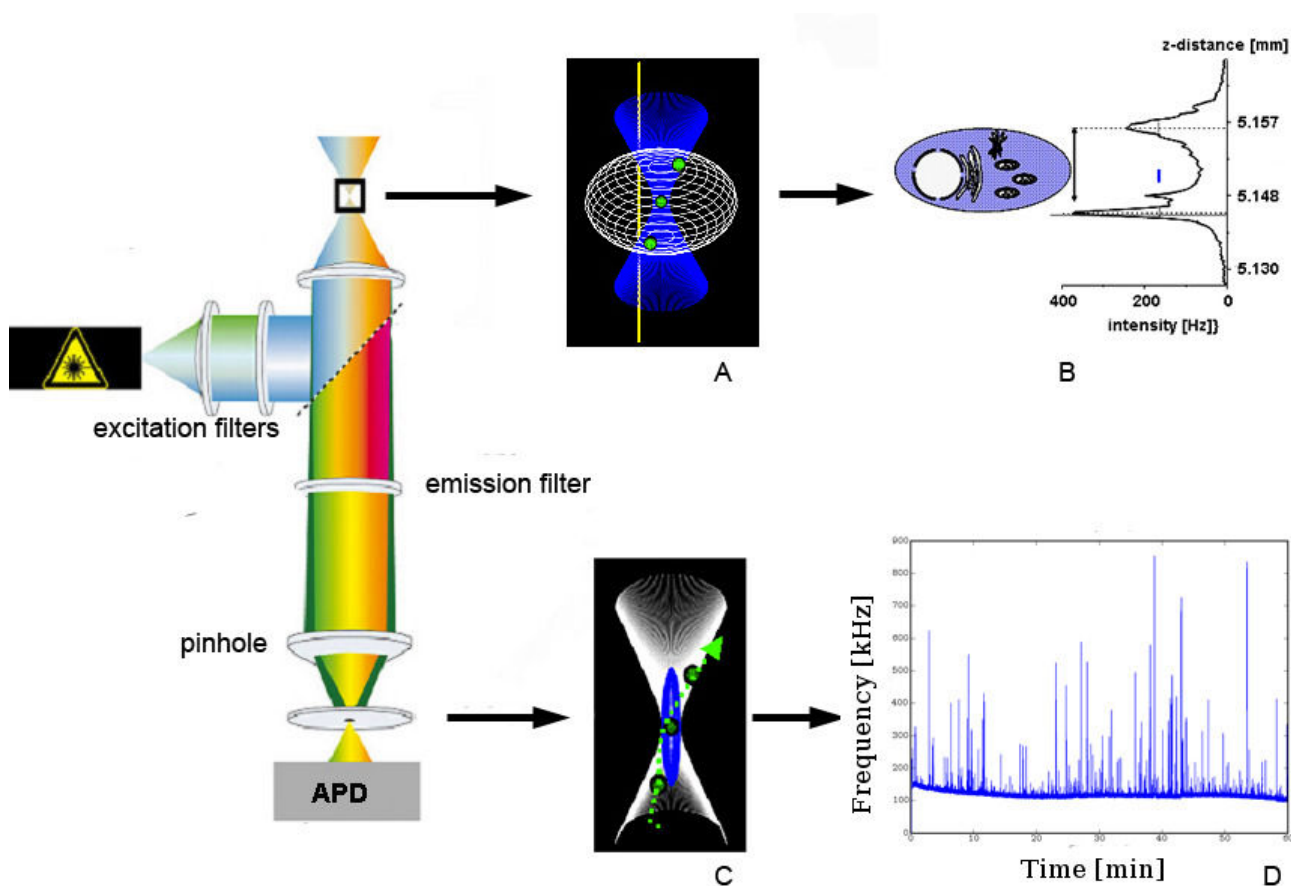 z-distance [mm]
5.157
5.148
5.130
400
200
0
intensity [Hz]}
A
B
excitation filters
emission filter
pinhole
APD
C
Frequency [kHz]
900
800
700
600
500
400
300
200
100
0
0
10
20
30
40
50
60
Time [min]
D